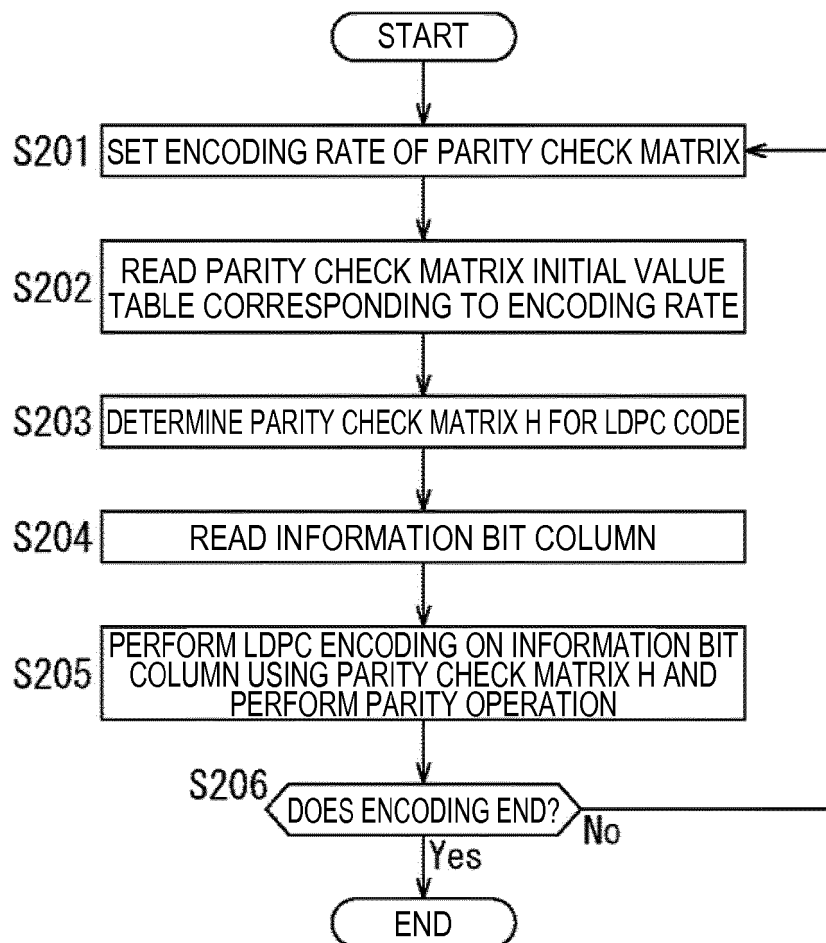 START
S201
SET ENCODING RATE OF PARITY CHECK MATRIX
S202
READ PARITY CHECK MATRIX INITIAL VALUE
TABLE CORRESPONDING TO ENCODING RATE
S203
DETERMINE PARITY CHECK MATRIX H FOR LDPC CODE
S204
READ INFORMATION BIT COLUMN
S205
PERFORM LDPC ENCODING ON INFORMATION BIT
COLUMN USING PARITY CHECK MATRIX H AND
PERFORM PARITY OPERATION
S206
DOES ENCODING END?
No
Yes
END